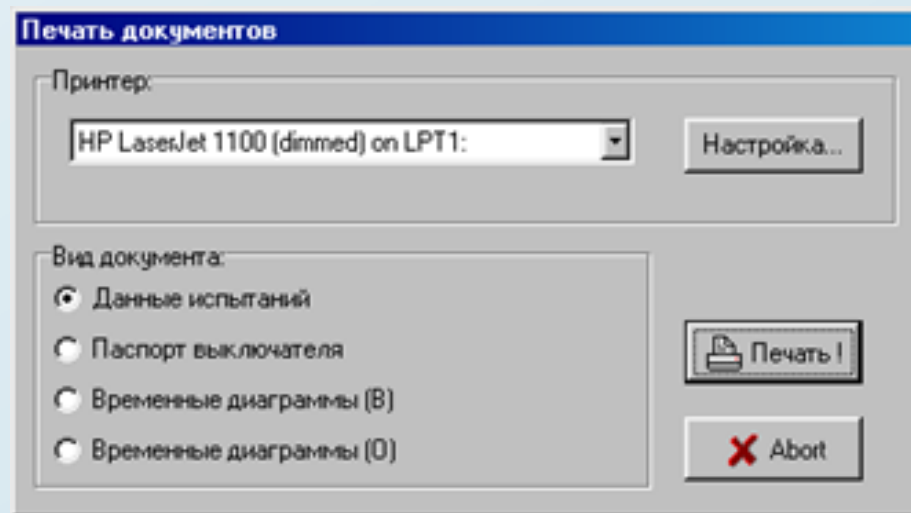 Печать документов
Принтер:
HP LaserJet 1100 (dimmed) on LPT1:
Настройка...
Вид документа:
Данные испытаний
Паспорт выключателя
Временные диаграммы (В)
Временные диаграммы (О)
Печать !
Abort